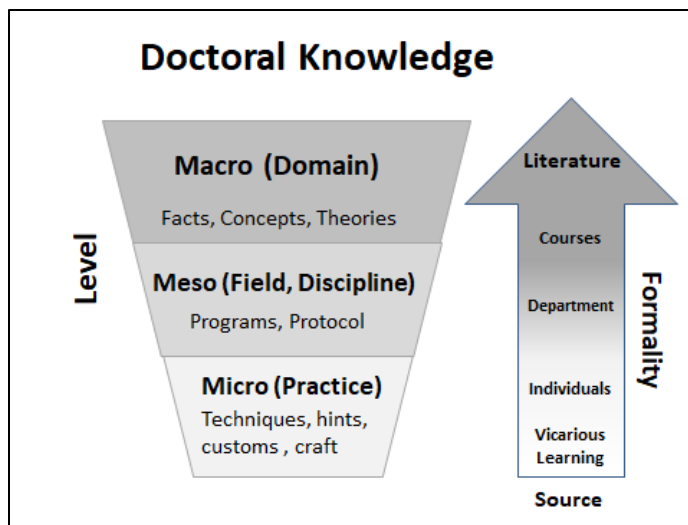 Doctoral Knowledge
Level
Macro (Domain)
Facts, Concepts, Theories
Meso (Field, Discipline)
Programs, Protocol
Micro (Practice)
Techniques, hints,
customs , craft
Literature
Courses
Department
Individuals
Vicarious
Learning
Source
Formality